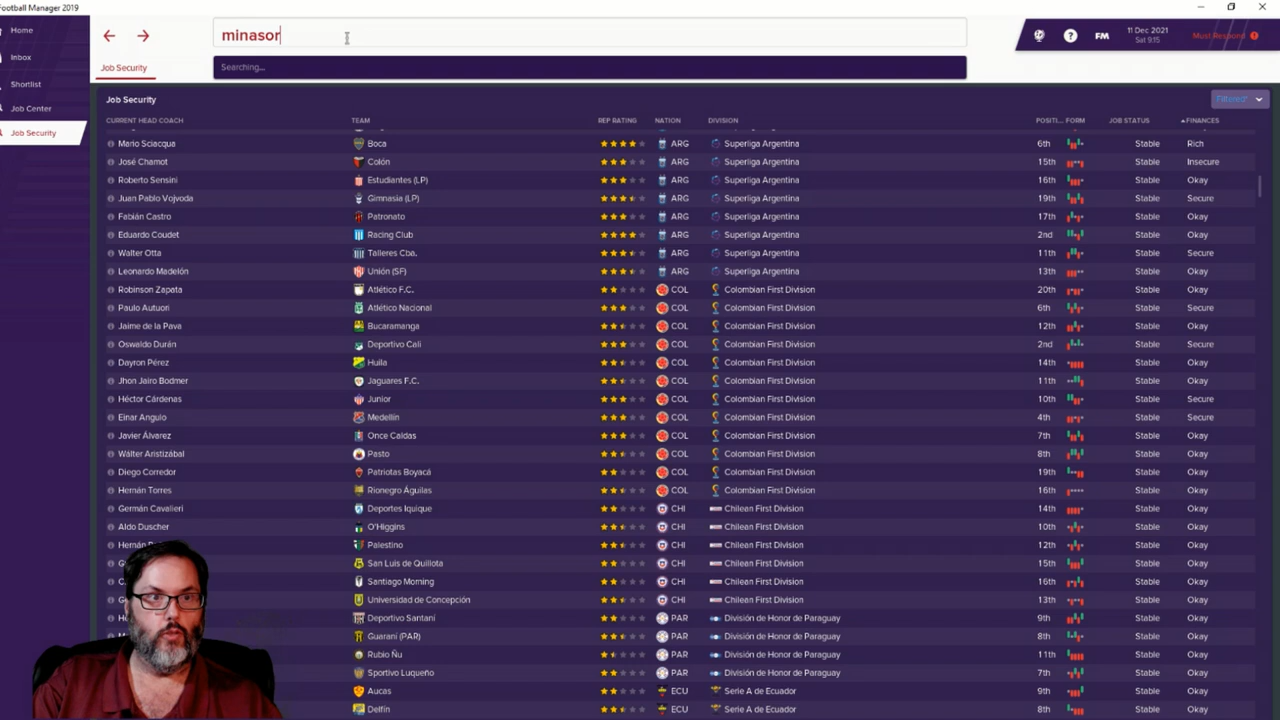 Football Manager 2019
Home
Inbox
Shortlist
Job Center
Job Security
minasor
Searching...
11 Dec 2021
Sat 9:15
FM
Must Respond
Job Security
Job Security
Filtered*
CURRENT HEAD COACH TEAM REP RATING NATION DIVISION POSITI... FORM JOB STATUS FINANCES
Mario Sciacqua Boca ARG Superliga Argentina 6th Stable Rich
José Chamot Colón ARG Superliga Argentina 15th Stable Insecure
Roberto Sensini Estudiantes (LP) ARG Superliga Argentina 16th Stable Okay
Juan Pablo Vojvoda Gimnasia (LP) ARG Superliga Argentina 19th Stable Secure
Fabián Castro Patronato ARG Superliga Argentina 17th Stable Okay
Eduardo Coudet Racing Club ARG Superliga Argentina 2nd Stable Okay
Walter Otta Talleres Cba. ARG Superliga Argentina 11th Stable Secure
Leonardo Madelón Unión (SF) ARG Superliga Argentina 13th Stable Okay
Robinson Zapata Atlético F.C. COL Colombian First Division 20th Stable Okay
Paulo Autuori Atlético Nacional COL Colombian First Division 6th Stable Secure
Jaime de la Pava Bucaramanga COL Colombian First Division 12th Stable Okay
Oswaldo Durán Deportivo Cali COL Colombian First Division 2nd Stable Secure
Dayron Pérez Huila COL Colombian First Division 14th Stable Okay
Jhon Jairo Bodmer Jaguares F.C. COL Colombian First Division 11th Stable Okay
Héctor Cárdenas Junior COL Colombian First Division 10th Stable Secure
Einar Angulo Medellín COL Colombian First Division 4th Stable Secure
Javier Álvarez Once Caldas COL Colombian First Division 7th Stable Okay
Wálter Aristizábal Pasto COL Colombian First Division 8th Stable Okay
Diego Corredor Patriotas Boyacá COL Colombian First Division 19th Stable Okay
Hernán Torres Rionegro Águilas COL Colombian First Division 16th Stable Okay
Germán Cavalieri Deportes Iquique CHI Chilean First Division 14th Stable Okay
Aldo Duscher O'Higgins CHI Chilean First Division 10th Stable Okay
Hernán Palestino CHI Chilean First Division 12th Stable Okay
San Luis de Quillota CHI Chilean First Division 15th Stable Okay
Santiago Morning CHI Chilean First Division 16th Stable Okay
Universidad de Concepción CHI Chilean First Division 13th Stable Okay
Deportivo Santaní PAR División de Honor de Paraguay 9th Stable Okay
Guaraní (PAR) PAR División de Honor de Paraguay 8th Stable Okay
Rubio Ñu PAR División de Honor de Paraguay 11th Stable Okay
Sportivo Luqueño PAR División de Honor de Paraguay 7th Stable Okay
Aucas ECU Serie A de Ecuador 9th Stable Okay
Delfín ECU Serie A de Ecuador 8th Stable Okay